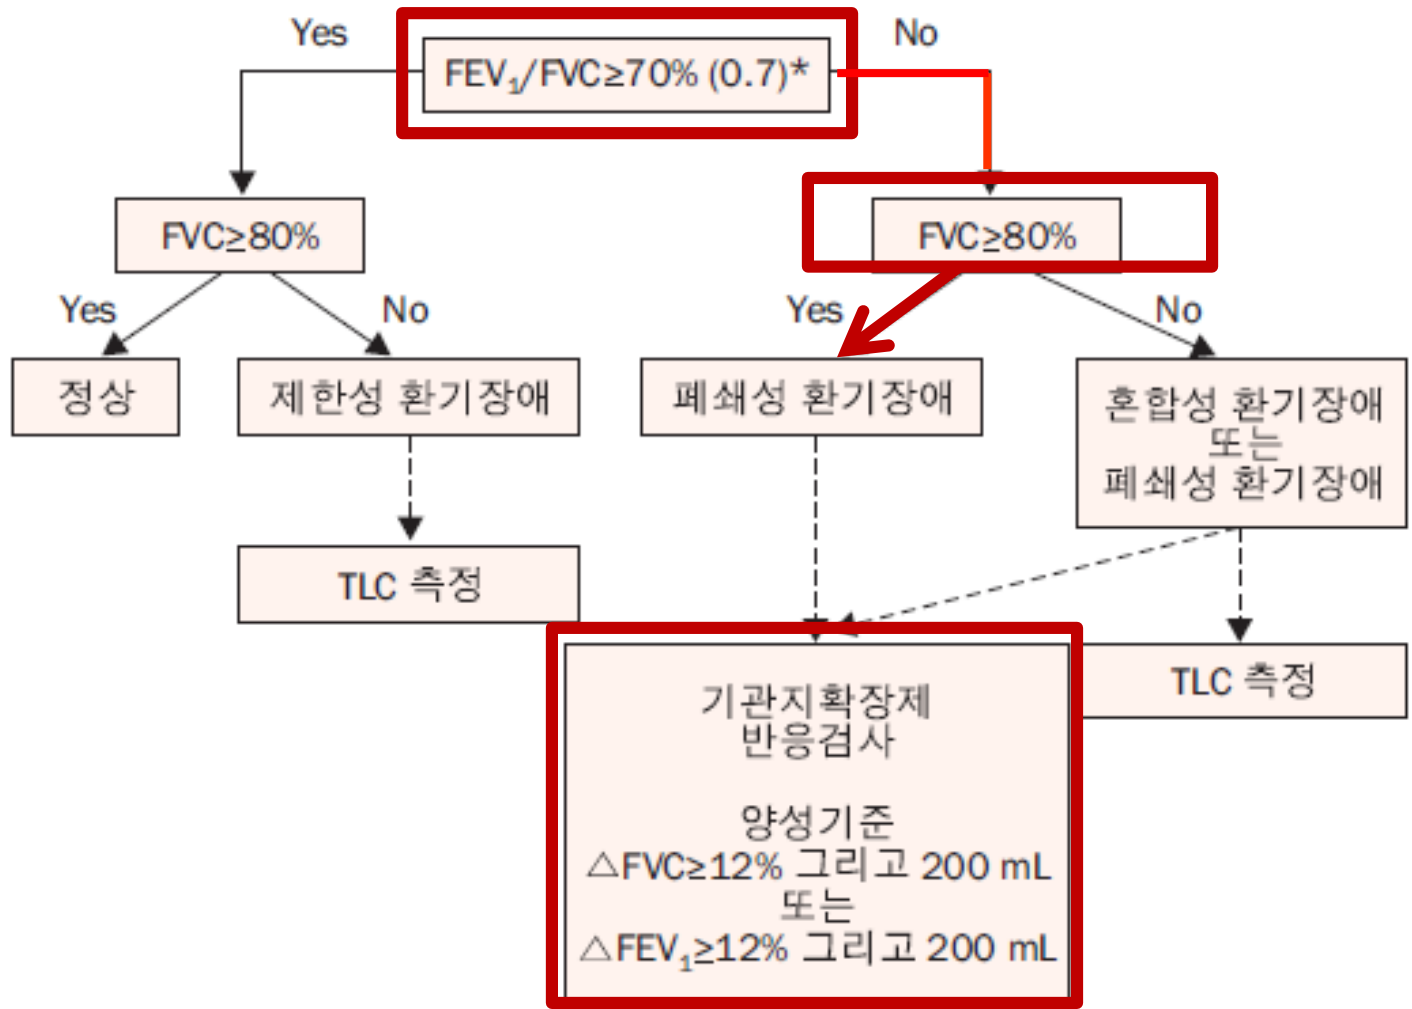 Yes
FEV₁/FVC≥70% (0.7)*
No
FVC≥80%
FVC≥80%
Yes
No
Yes
No
정상
제한성 환기장애
폐쇄성 환기장애
혼합성 환기장애
또는
폐쇄성 환기장애
TLC 측정
TLC 측정
기관지확장제
반응검사
양성기준
△FVC≥12% 그리고 200 mL
또는
△FEV₁≥12% 그리고 200 mL